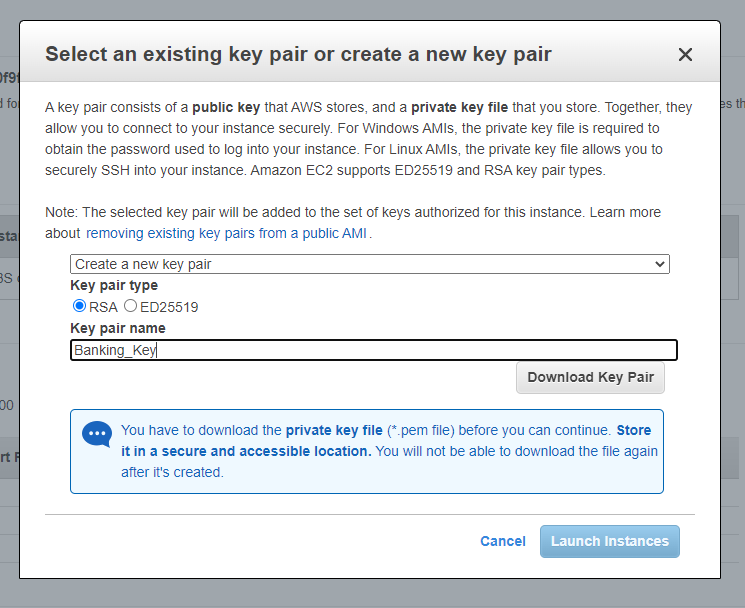 Select an existing key pair or create a new key pair
A key pair consists of a public key that AWS stores, and a private key file that you store. Together, they
allow you to connect to your instance securely. For Windows AMIs, the private key file is required to
obtain the password used to log into your instance. For Linux AMIs, the private key file allows you to
securely SSH into your instance. Amazon EC2 supports ED25519 and RSA key pair types.
Note: The selected key pair will be added to the set of keys authorized for this instance. Learn more
about removing existing key pairs from a public AMI.
Create a new key pair
Key pair type
RSA ED25519
Key pair name
Banking_Key
Download Key Pair
You have to download the private key file (*.pem file) before you can continue. Store
it in a secure and accessible location. You will not be able to download the file again
after it's created.
Cancel Launch Instances